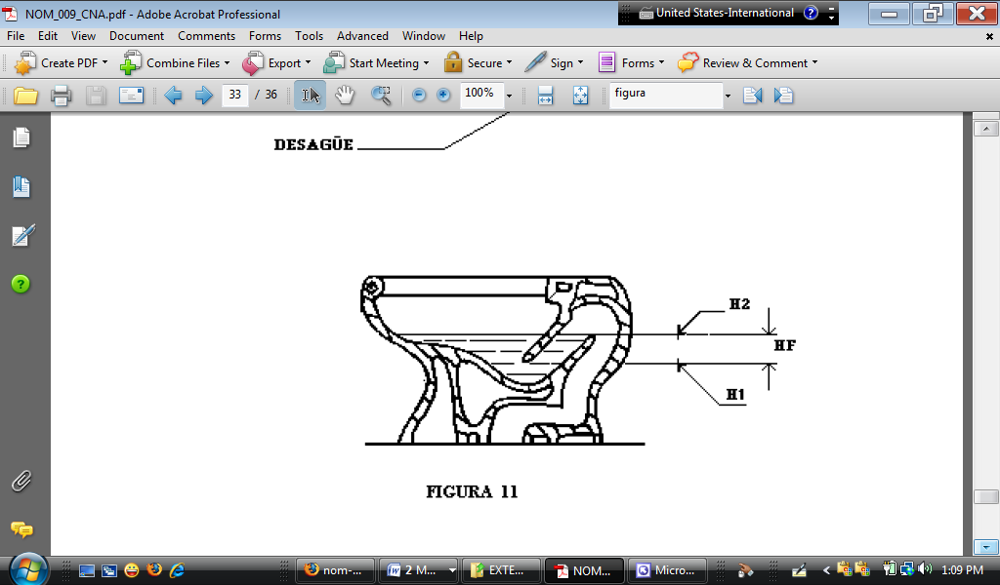 NOM_009_CNA.pdf - Adobe Acrobat Professional
United States-International
File Edit View Document Comments Forms Tools Advanced Window Help
Create PDF Combine Files Export Start Meeting Secure Sign Forms Review & Comment
33 / 36 100% figura
DESAGÜE
H2
HF
H1
FIGURA 11
nom-... 2 M... EXTE... NOM... Micro... 1:09 PM